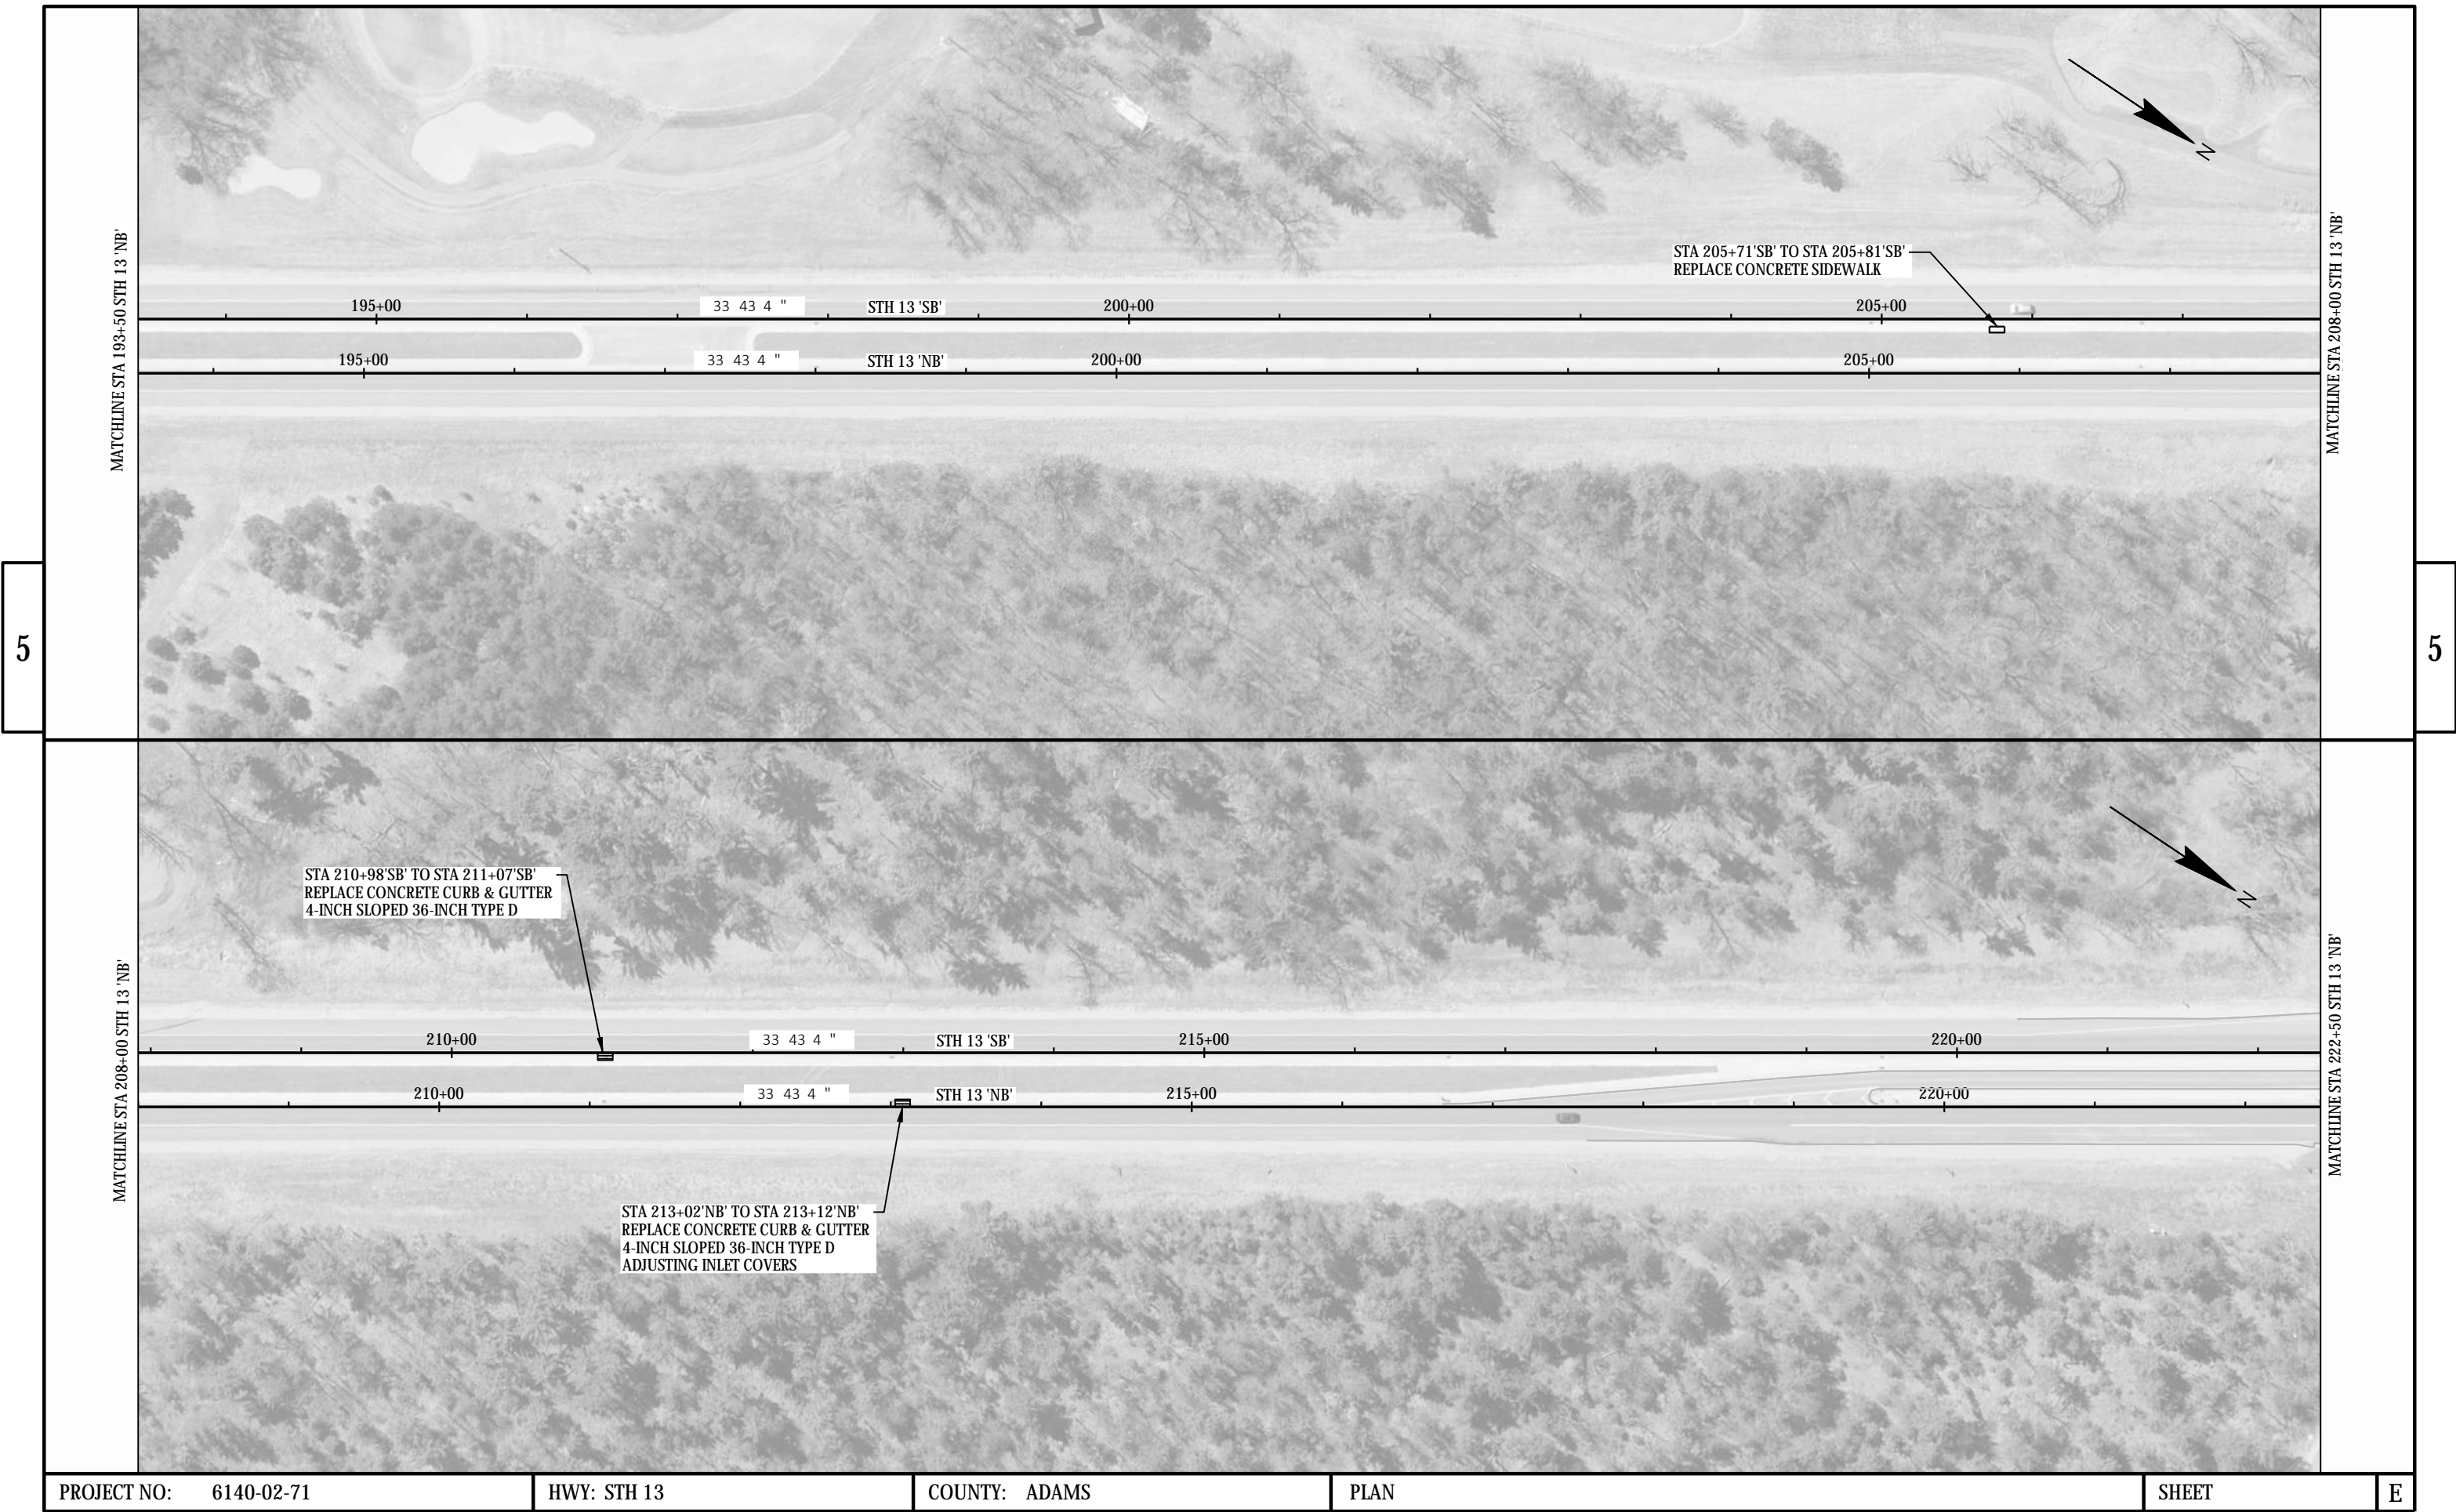 MATCHLINE STA 193+50 STH 13 'NB'
STA 205+71'SB' TO STA 205+81'SB'
REPLACE CONCRETE SIDEWALK
195+00
33 43 4 "
STH 13 'SB'
200+00
205+00
195+00
33 43 4 "
STH 13 'NB'
200+00
205+00
N
MATCHLINE STA 208+00 STH 13 'NB'
5
5
MATCHLINE STA 208+00 STH 13 'NB'
STA 210+98'SB' TO STA 211+07'SB'
REPLACE CONCRETE CURB & GUTTER
4-INCH SLOPED 36-INCH TYPE D
N
210+00
33 43 4 "
STH 13 'SB'
215+00
220+00
210+00
33 43 4 "
STH 13 'NB'
215+00
220+00
STA 213+02'NB' TO STA 213+12'NB'
REPLACE CONCRETE CURB & GUTTER
4-INCH SLOPED 36-INCH TYPE D
ADJUSTING INLET COVERS
MATCHLINE STA 222+50 STH 13 'NB'
PROJECT NO: 6140-02-71
HWY: STH 13
COUNTY: ADAMS
PLAN
SHEET
E